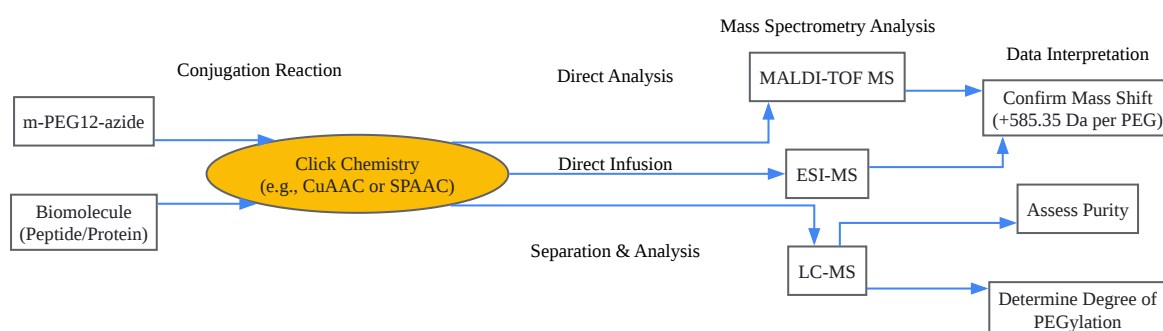 Mass Spectrometry Analysis
Conjugation Reaction
Direct Analysis
Data Interpretation
MALDI-TOF MS
m-PEG12-azide
Confirm Mass Shift
(+585.35 Da per PEG)
Click Chemistry
(e.g., CuAAC or SPAAC)
Direct Infusion
ESI-MS
Biomolecule
(Peptide/Protein)
Assess Purity
Separation & Analysis
LC-MS
Determine Degree of
PEGylation